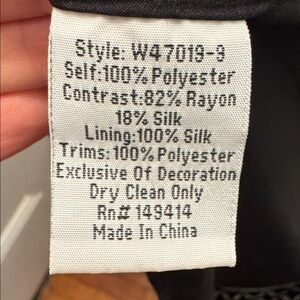 Style: W47019-9
Self:100% Polyester
Contrast:82% Rayon
18% Silk
Lining:100% Silk
Trims:100% Polyester
Exclusive Of Decoration
Dry Clean Only
Rn# 149414
Made In China